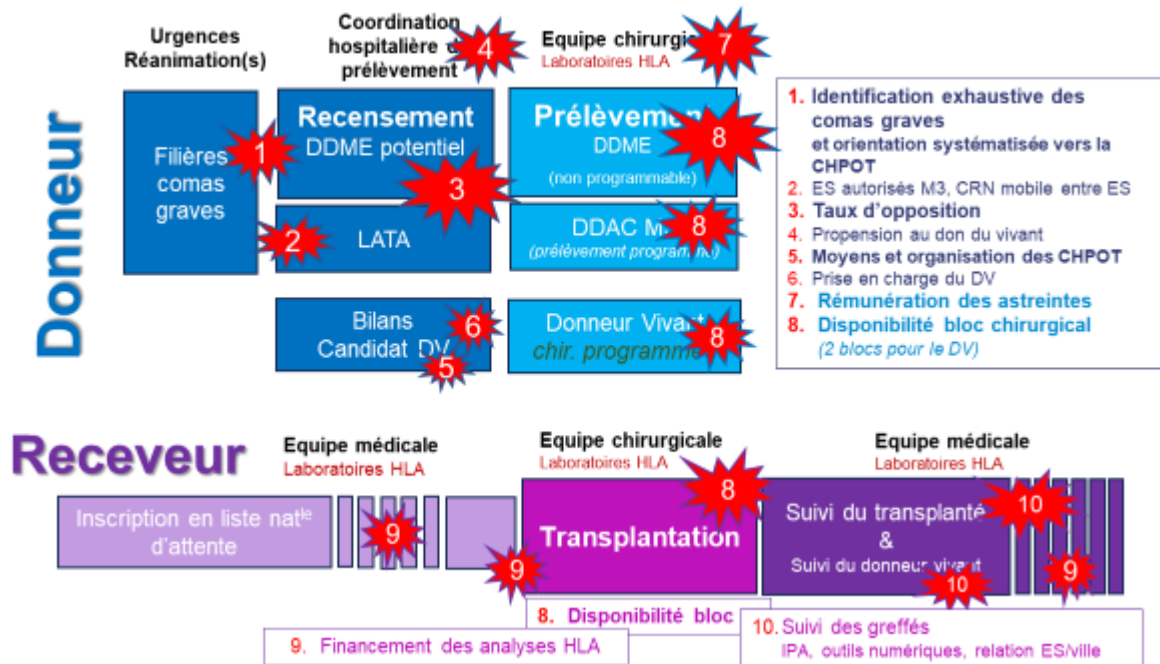 Donneur
Urgences
Réanimation(s)
Coordination
hospitalière
prélèvement
4
Equipe
Laboratoires HLA
7
Filières
comas
graves
1
2
Recensement
DDME potentiel
3
LATA
Bilans
Candidat DV
6
5
DDME
(non programmable)
8
DDAC
(prélèvement
8
Donneur Vivant
chir.
8
1. Identification exhaustive des
comas graves
et orientation systématisée vers la
CHPOT
2. ES autorisés M3, CRN mobile entre ES
3. Taux d'opposition
4. Propension au don du vivant
5. Moyens et organisation des CHPOT
6. Prise en charge du DV
7. Rémunération des astreintes
8. Disponibilité bloc chirurgical
(2 blocs pour le DV)
Receveur
Equipe médicale
Laboratoires HLA
Equipe chirurgicale
Laboratoires HLA
Equipe médicale
Laboratoires HLA
Inscription en liste natle
d'attente
9
9
Transplantation
8
Suivi du transplanté
&
Suivi du donneur vivant
10
10
9
8. Disponibilité bloc
9. Financement des analyses HLA
10. Suivi des greffés
IPA, outils numériques, relation ES/ville